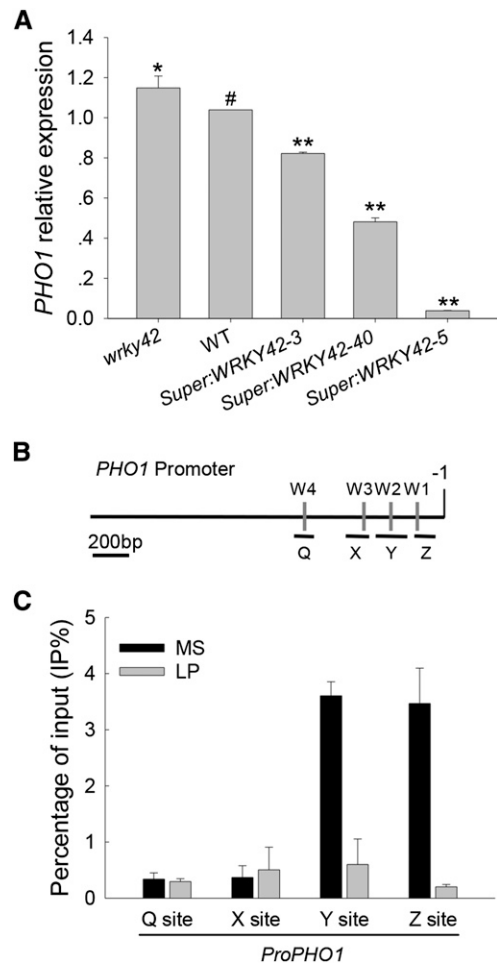 A
PHO1 relative expression
1.4
1.2
1.0
.8
.6
.4
.2
0.0
*
#
**
**
**
wrky42
WT
Super:WRKY42-3
Super:WRKY42-40
Super:WRKY42-5
B
PHO1 Promoter
-1
W4 W3 W2 W1
200bp
Q X Y Z
C
Percentage of input (IP%)
5
4
3
2
1
0
MS
LP
Q site X site Y site Z site
ProPHO1